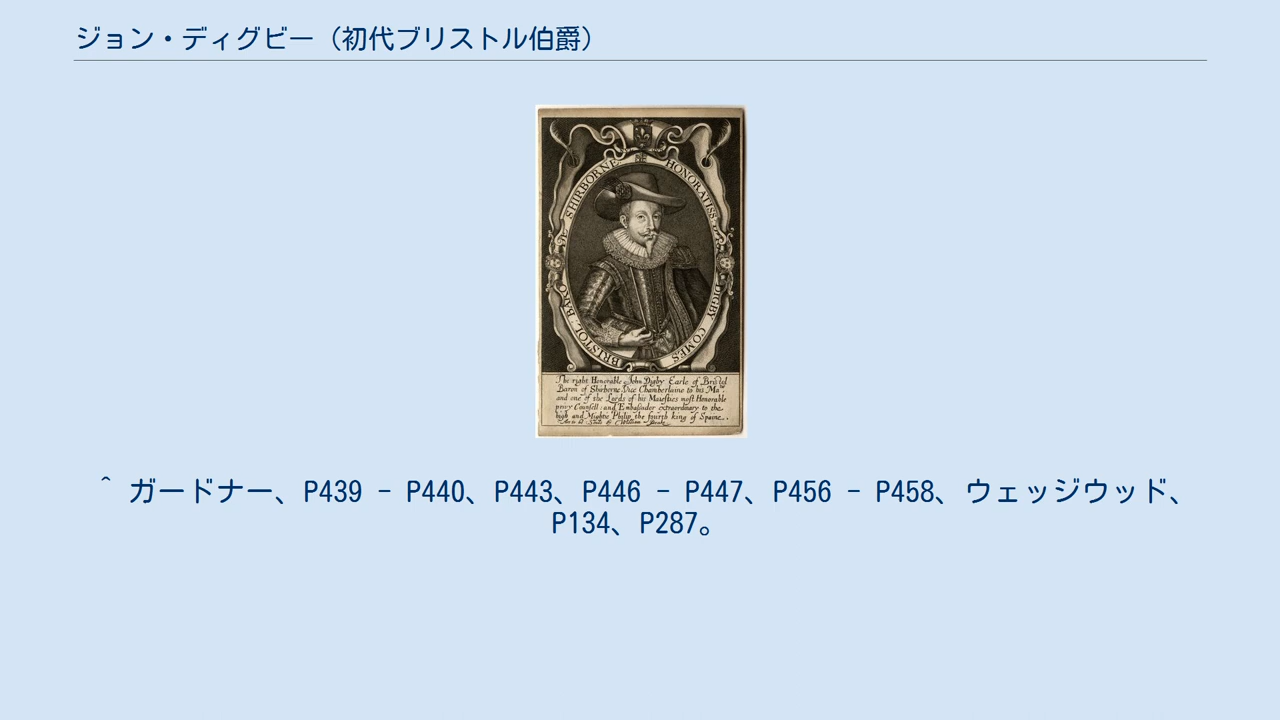 ジョン・ディグビー（初代ブリストル伯爵）
HONORATISS: DIGBY COMES BRISTOL: BARO SHIRBORNE
The right Honorable John Digby Earle of Bristol
Baron of Shirborne Vice Chamberlaine to his Ma
and one of the Lords of his Maiesties most Honorable
privy Counsell: and Embassader extraordinary to the
high and Mightie Philip the fourth king of Spaine.
^ ガードナー、P439 - P440、P443、P446 - P447、P456 - P458、ウェッジウッド、
P134、P287。